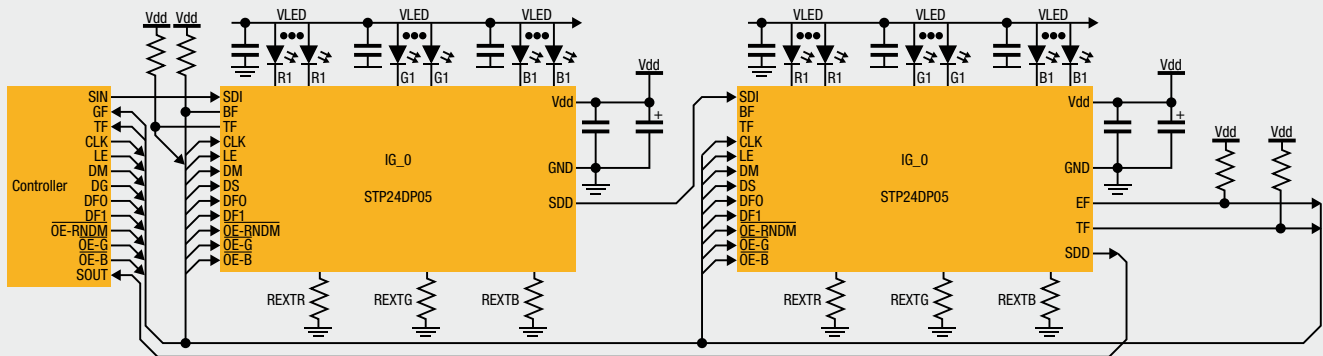 Vdd Vdd
VLED VLED VLED
R1 R1 G1 G1 B1 B1
VLED VLED VLED
R1 R1 G1 G1 B1 B1
Controller
SIN
GF
TF
CLK
LE
DM
DG
DFO
DF1
OE-RNDM
OE-G
OE-B
SOUT
SDI
BF
TF
CLK
LE
DM
DS
DFO
DF1
OE-RNDM
OE-G
OE-B
IG_0
STP24DP05
Vdd
GND
SDD
Vdd
+
REXTR REXTG REXTB
SDI
BF
TF
CLK
LE
DM
DS
DFO
DF1
OE-RNDM
OE-G
OE-B
IG_0
STP24DP05
Vdd
GND
EF
TF
SDD
Vdd
+
Vdd Vdd
REXTR REXTG REXTB